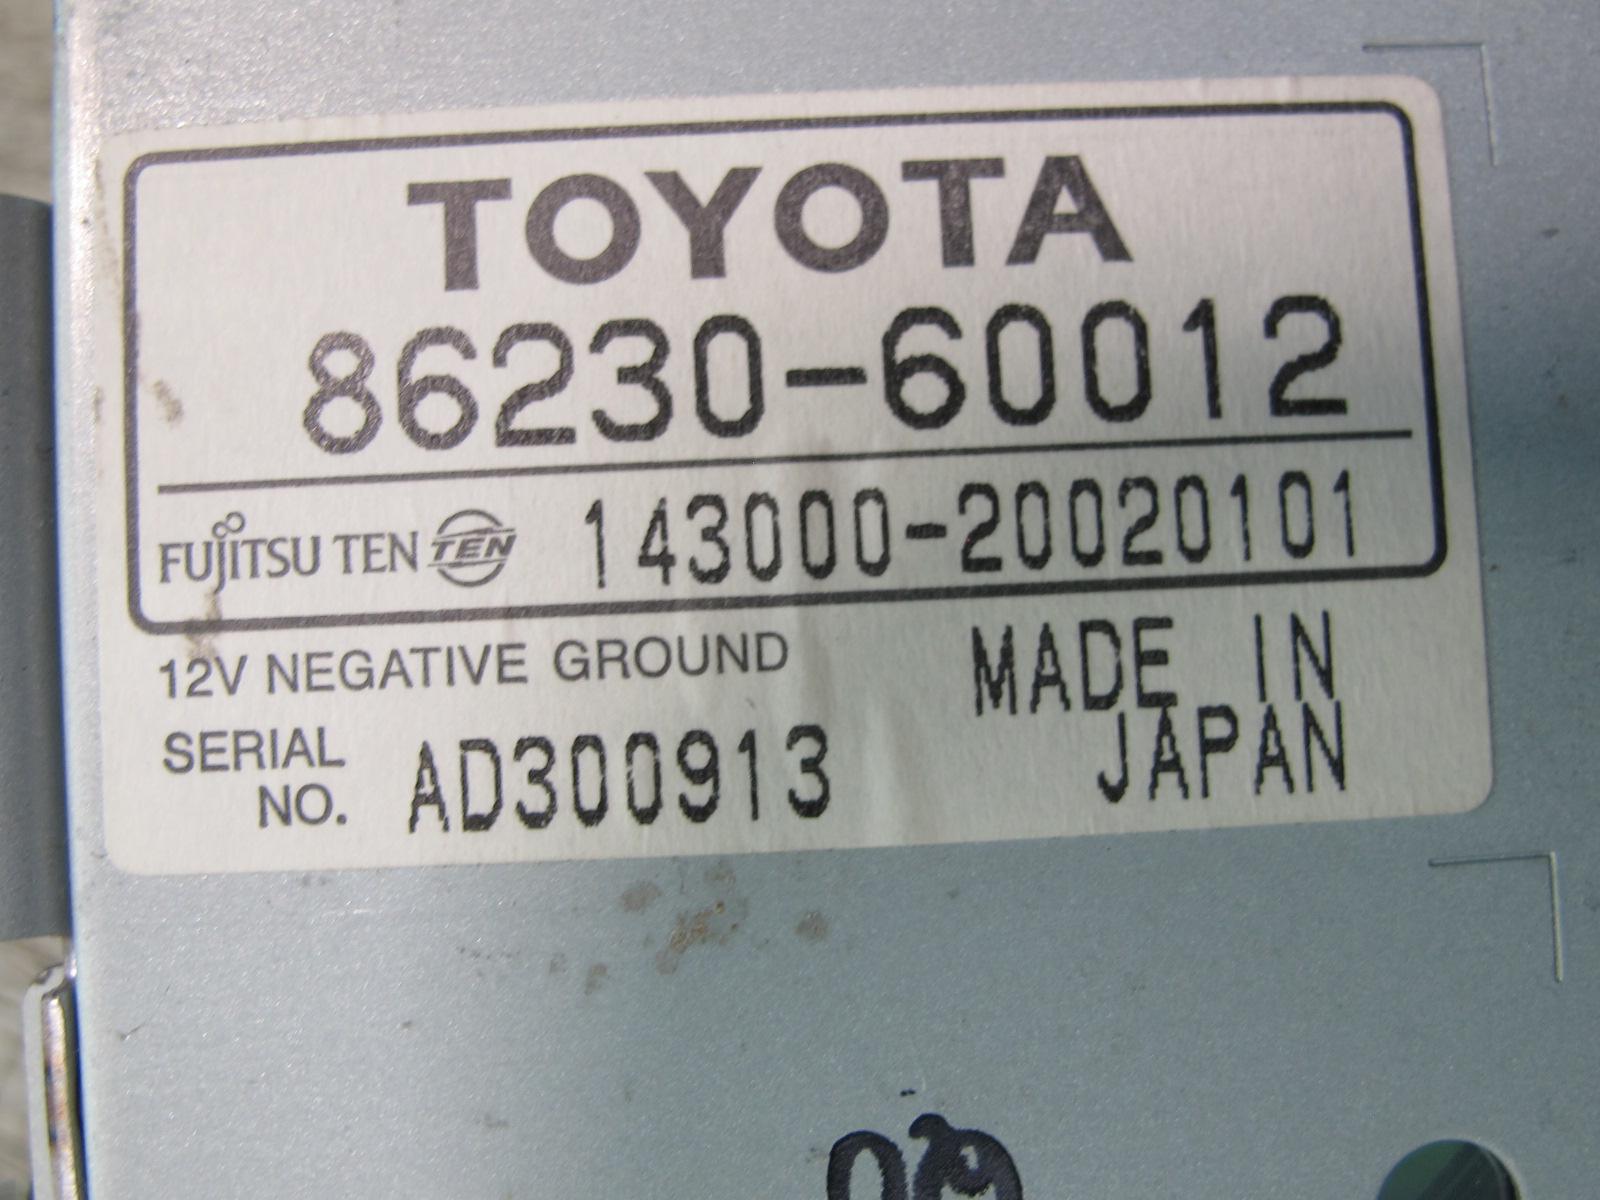 TOYOTA
86230-60012
FUJITSU TEN TEN 143000-20020101
12V NEGATIVE GROUND
MADE IN
JAPAN
SERIAL
NO. AD300913